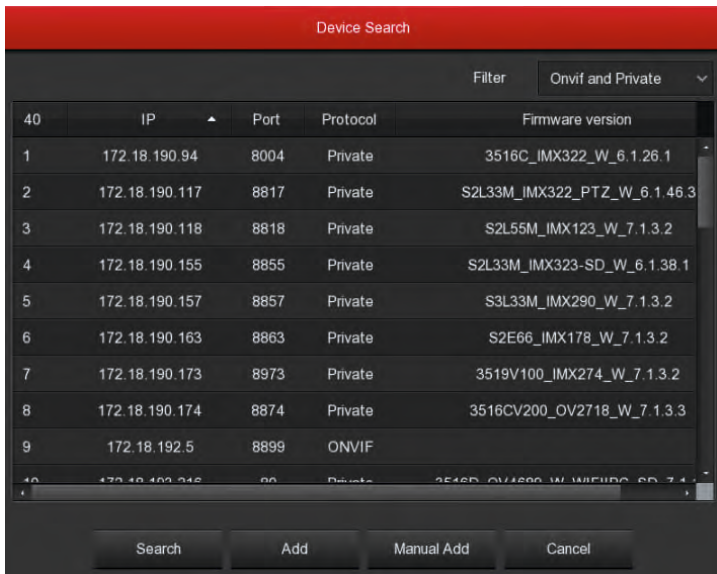 Device Search
Filter Onvif and Private
40 IP Port Protocol Firmware version
1 172.18.190.94 8004 Private 3516C_IMX322_W_6.1.26.1
2 172.18.190.117 8817 Private S2L33M_IMX322_PTZ_W_6.1.46.3
3 172.18.190.118 8818 Private S2L55M_IMX123_W_7.1.3.2
4 172.18.190.155 8855 Private S2L33M_IMX323-SD_W_6.1.38.1
5 172.18.190.157 8857 Private S3L33M_IMX290_W_7.1.3.2
6 172.18.190.163 8863 Private S2E66_IMX178_W_7.1.3.2
7 172.18.190.173 8973 Private 3519V100_IMX274_W_7.1.3.2
8 172.18.190.174 8874 Private 3516CV200_OV2718_W_7.1.3.3
9 172.18.192.5 8899 ONVIF
10 Private
Search Add Manual Add Cancel